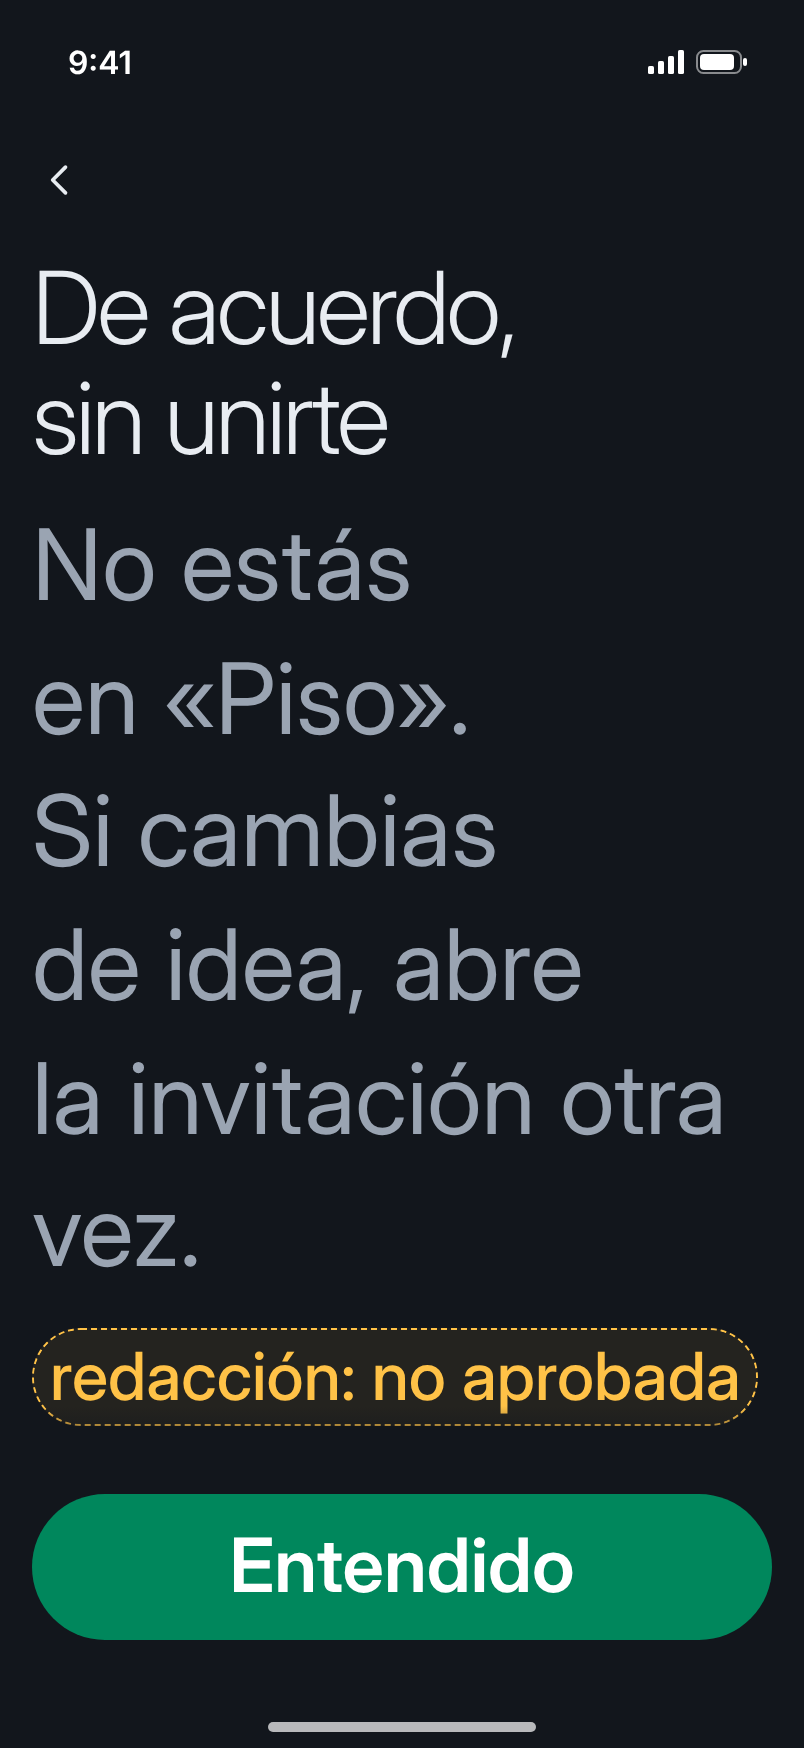 9:41
De acuerdo,
sin unirte
No estás
en «Piso».
Si cambias
de idea, abre
la invitación otra
vez.
redacción: no aprobada
Entendido